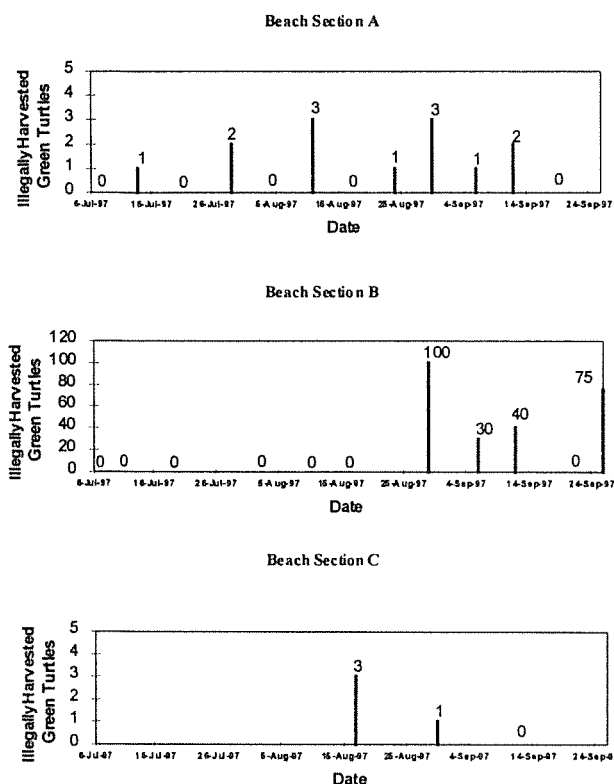 Beach Section A
Illegally Harvested
Green Turtles
5
4
3
2
1
0
0 1 0 2 0 3 0 1 3 1 2 0
6-Jul-97 16-Jul-97 26-Jul-97 5-Aug-97 15-Aug-97 25-Aug-97 4-Sep-97 14-Sep-97 24-Sep-97
Date
Beach Section B
Illegally Harvested
Green Turtles
120
100
80
60
40
20
0
0 0 0 0 0 0 100 30 40 0 75
6-Jul-97 16-Jul-97 26-Jul-97 5-Aug-97 15-Aug-97 25-Aug-97 4-Sep-97 14-Sep-97 24-Sep-97
Date
Beach Section C
Illegally Harvested
Green Turtles
5
4
3
2
1
0
3 1 0
6-Jul-97 16-Jul-97 26-Jul-97 5-Aug-97 15-Aug-97 25-Aug-97 4-Sep-97 14-Sep-97 24-Sep-9
Date